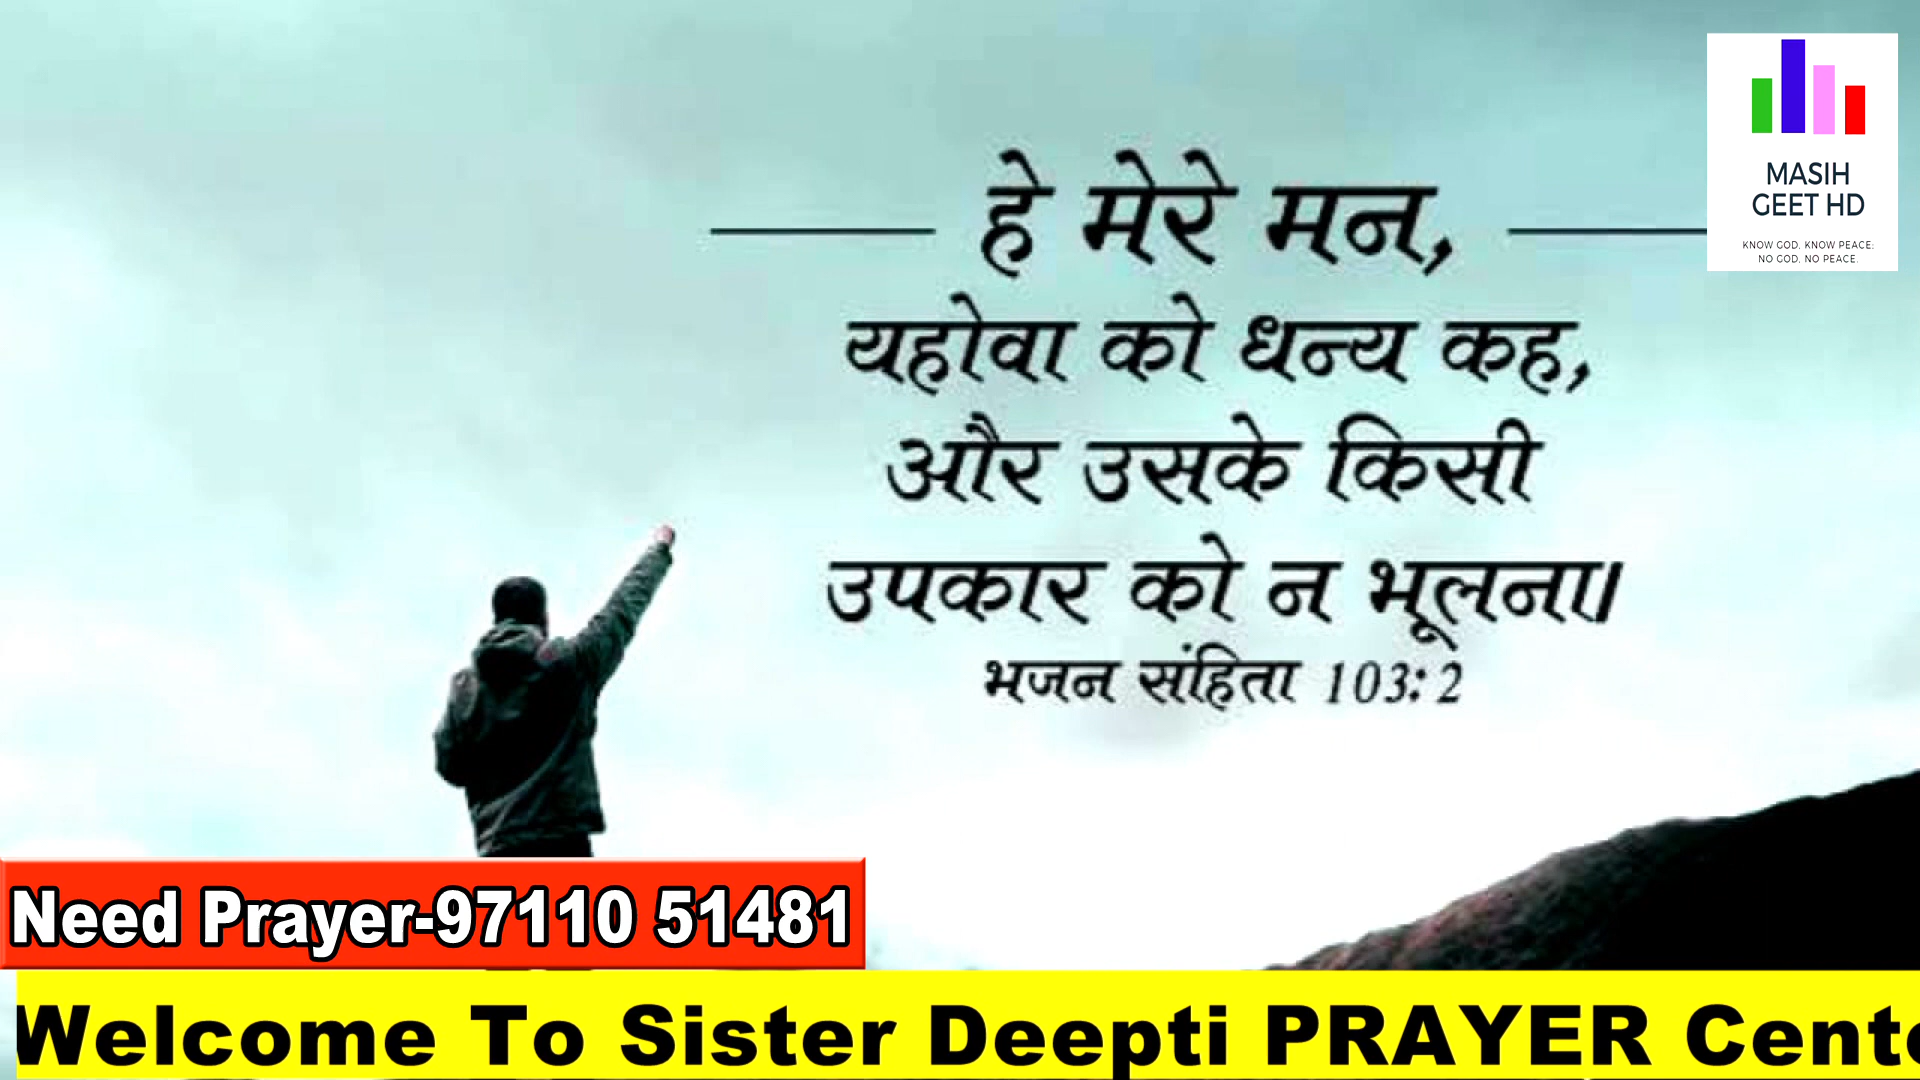 हे मेरे मन,
यहोवा को धन्य कह,
और उसके किसी
उपकार को न भूलना।
भजन संहिता 103:2
MASIH
GEET HD
KNOW GOD, KNOW PEACE;
NO GOD, NO PEACE.
Need Prayer-97110 51481
Welcome To Sister Deepti PRAYER Cente